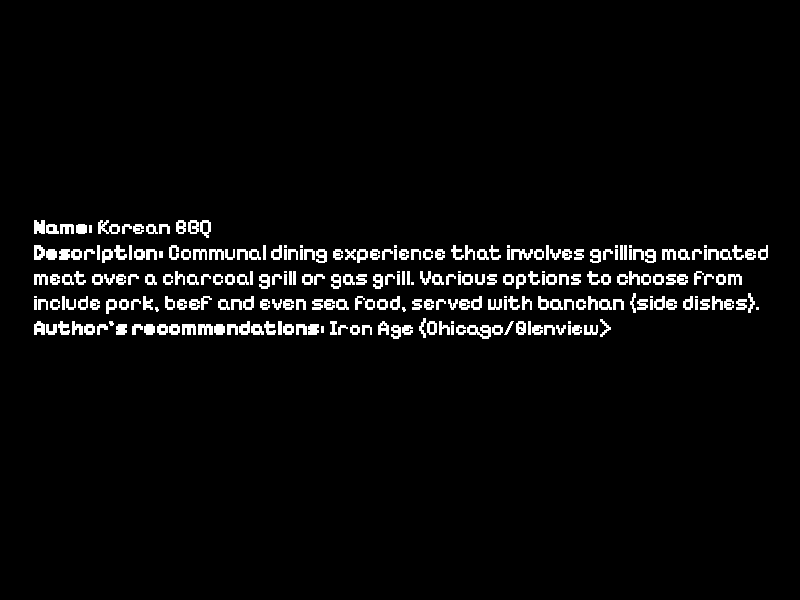 Name: Korean BBQ
Description: Communal dining experience that involves grilling marinated
meat over a charcoal grill or gas grill. Various options to choose from
include pork, beef and even sea food, served with banchan (side dishes).
Author's recommendations: Iron Age (Chicago/Glenview)